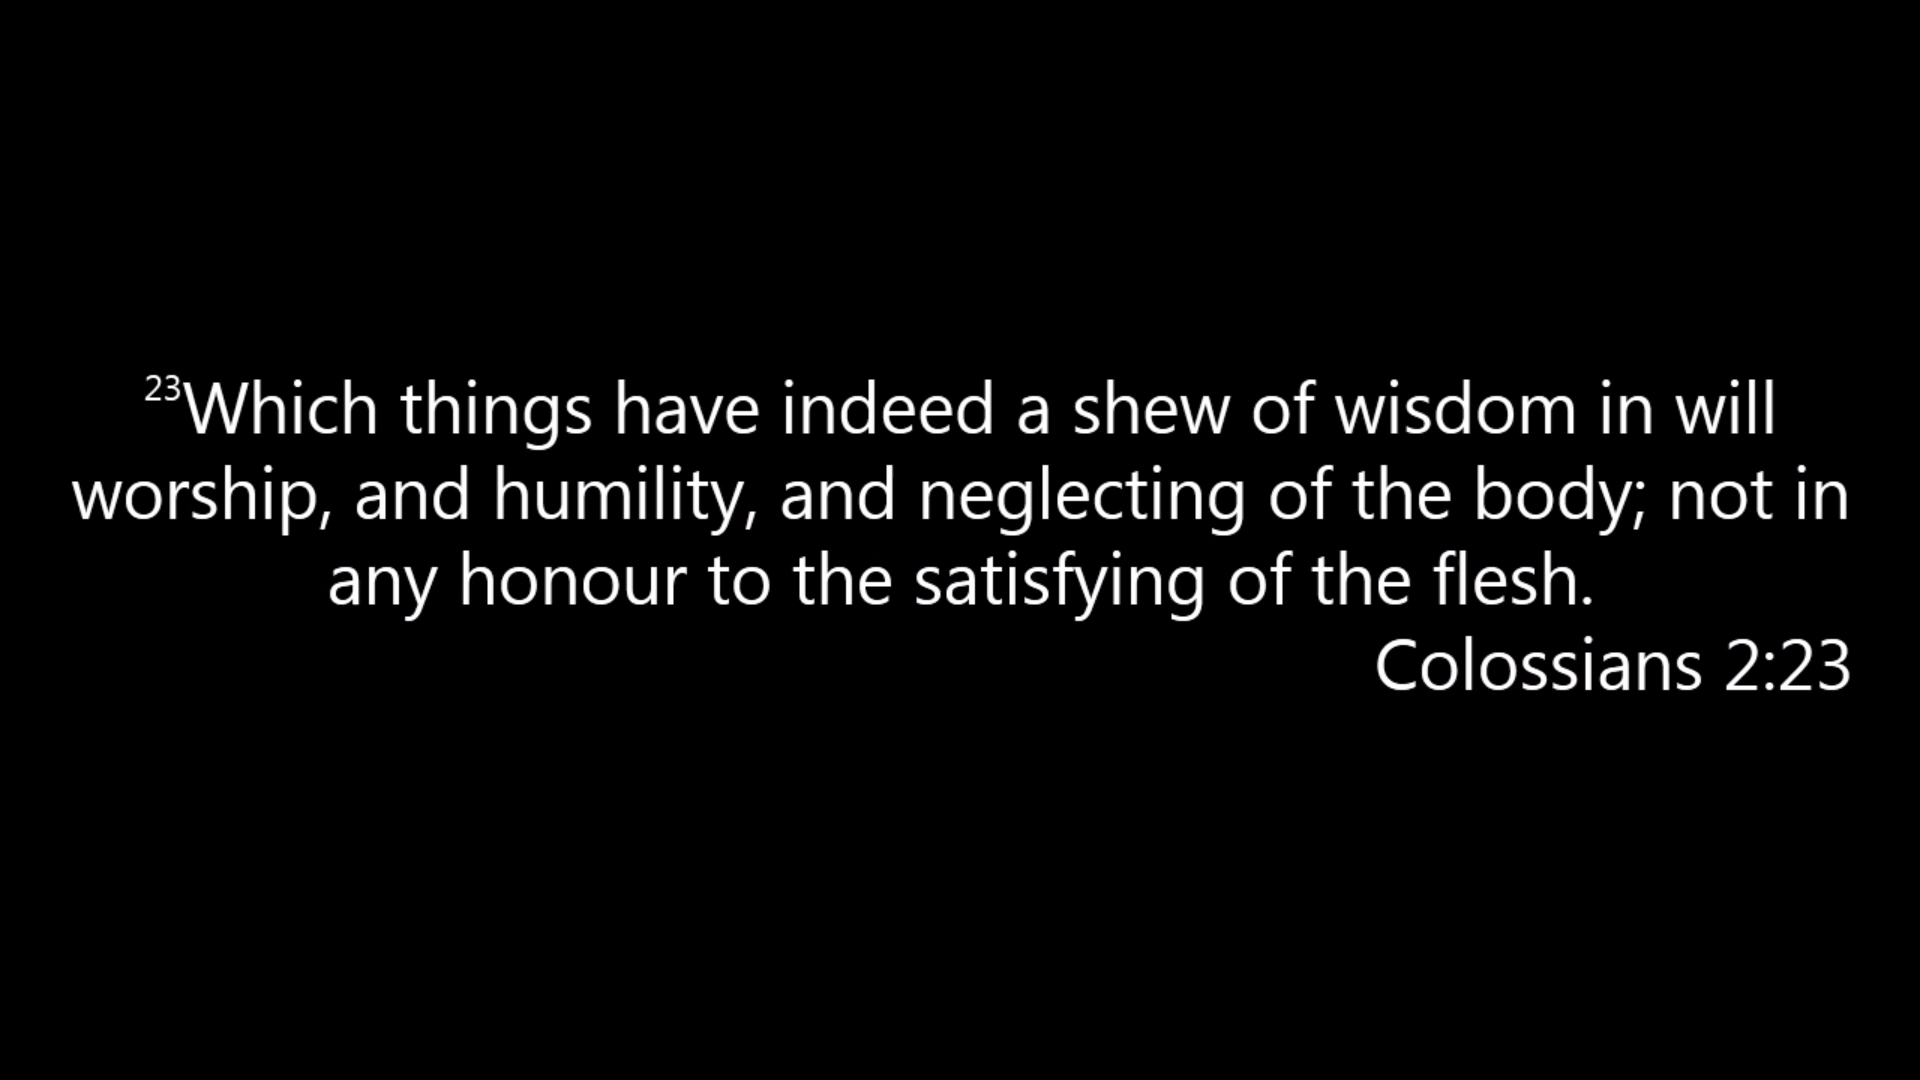 23Which things have indeed a shew of wisdom in will
worship, and humility, and neglecting of the body; not in
any honour to the satisfying of the flesh.
Colossians 2:23